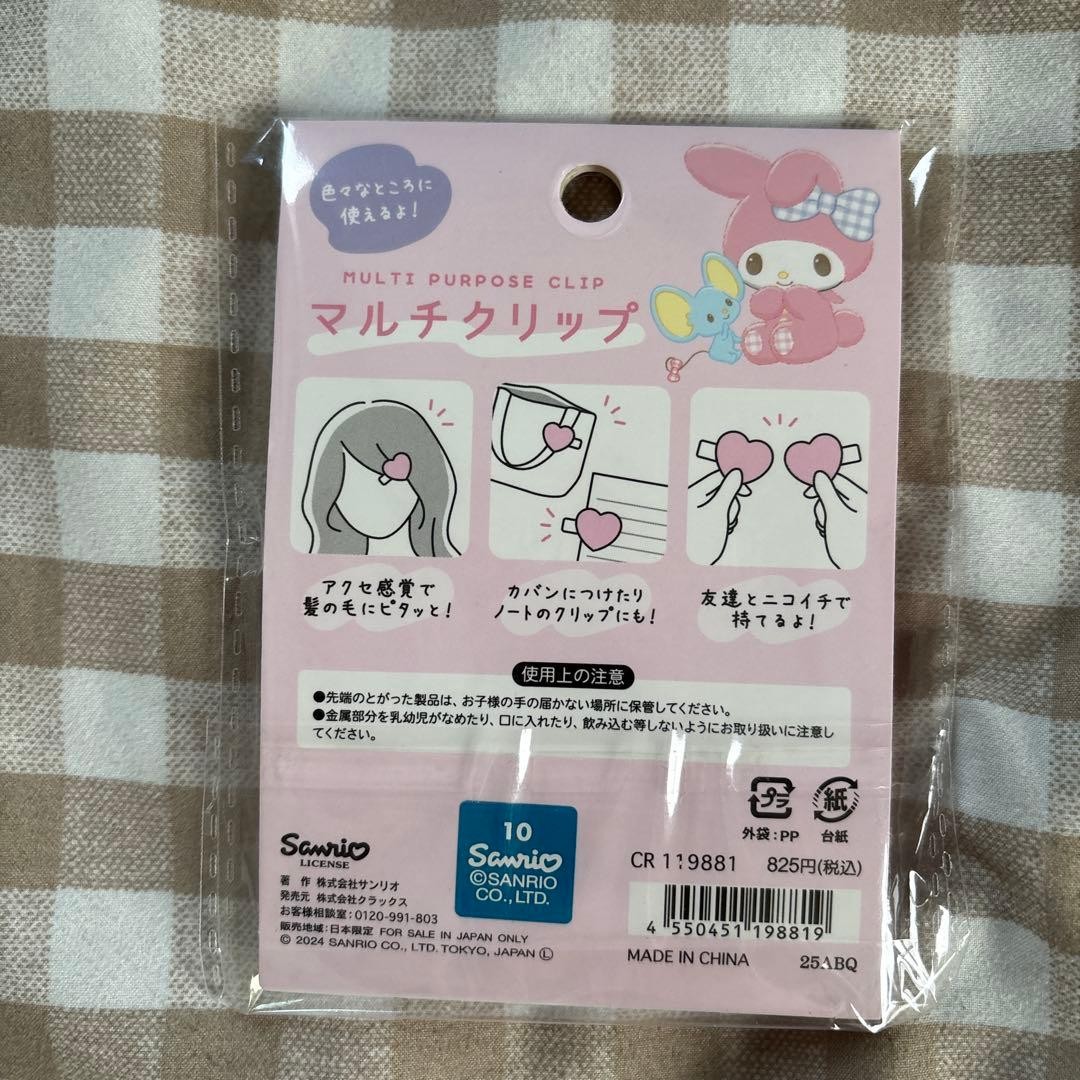 色々なところに
使えるよ!
MULTI PURPOSE CLIP
マルチクリップ
アクセ感覚で
髪の毛にピタッと!
カバンにつけたり
ノートのクリップにも!
友達とニコイチで
持てるよ!
使用上の注意
●先端のとがった製品は、お子様の手の届かない場所に保管してください。
●金属部分を乳幼児がなめたり、口に入れたり、飲み込む等しないようにお取り扱いに注意し
てください。
プラ
紙
外袋:PP
台紙
Sanrio
LICENSE
著 作 株式会社サンリオ
発売元 株式会社クラックス
お客様相談室:0120-991-803
販売地域:日本限定 FOR SALE IN JAPAN ONLY
© 2024 SANRIO CO., LTD. TOKYO, JAPAN Ⓛ
10
Sanrio
©SANRIO
CO., LTD.
CR 119881 825円(税込)
4 550451 198819
MADE IN CHINA 25ABQ